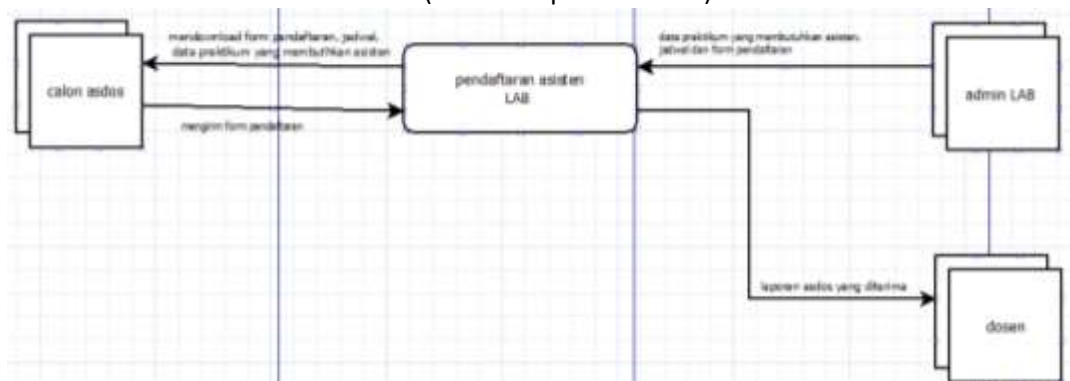 mendownload form pendaftaran, jadwal,
data praktikum yang membutuhkan asisten
calon asdos
mengirim form pendaftaran
pendaftaran asisten
LAB
data praktikum yang membutuhkan asisten,
jadwal dan form pendaftaran
admin LAB
laporan asdos yang diterima
dosen